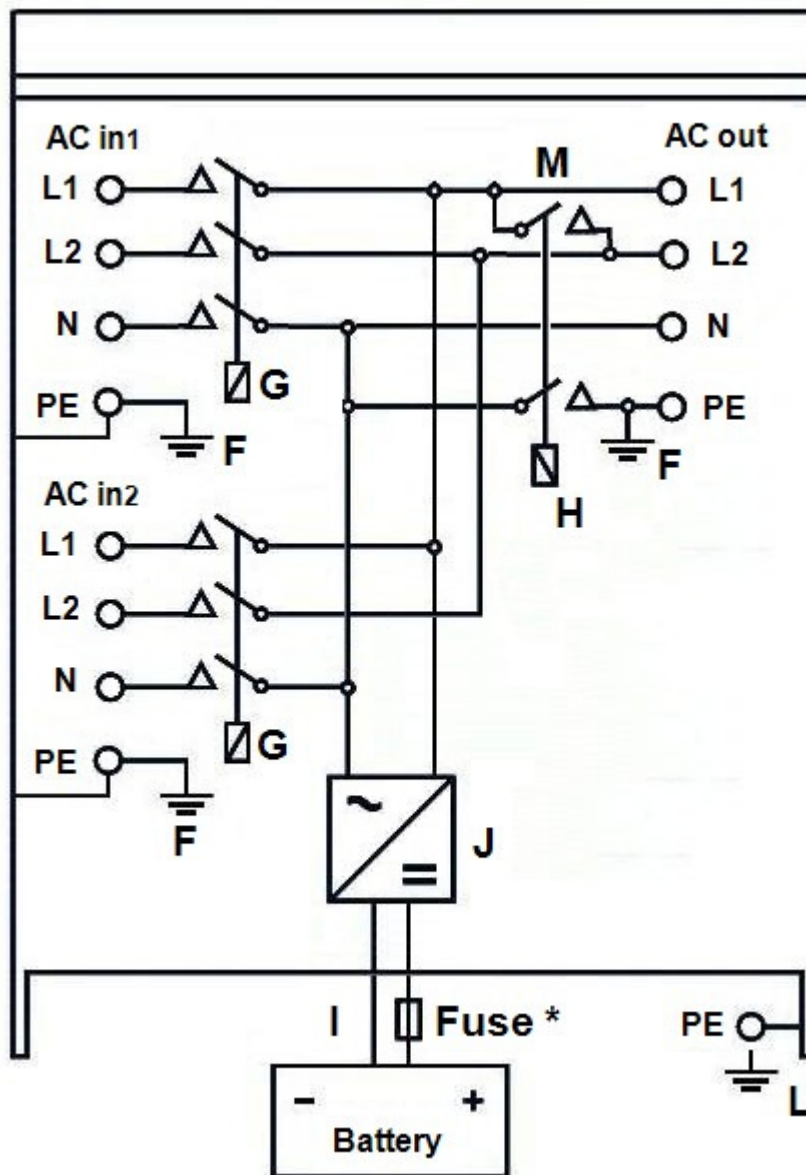 AC in1
AC out
M
L1
L1
L2
L2
N
N
G
PE
PE
F
F
H
AC in2
L1
L2
N
G
PE
F
J
I
Fuse *
PE
L
- +
Battery